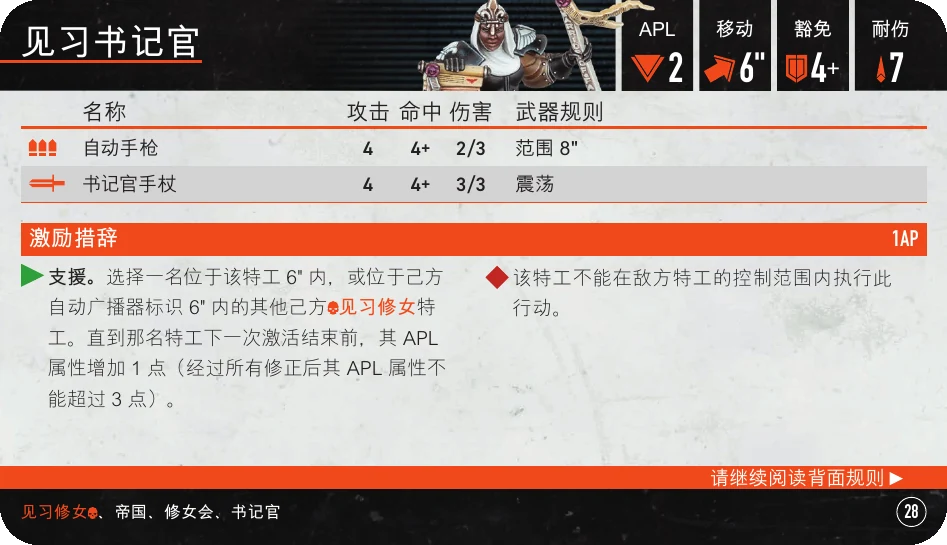 见习书记官
APL 移动 豁免 耐伤
2 6" 4+ 7
名称 攻击 命中 伤害 武器规则
自动手枪 4 4+ 2/3 范围 8"
书记官手杖 4 4+ 3/3 震荡
激励措辞 1AP
支援。选择一名位于该特工 6" 内，或位于己方
自动广播器标识 6" 内的其他己方见习修女特
工。直到那名特工下一次激活结束前，其 APL
属性增加 1 点（经过所有修正后其 APL 属性不
能超过 3 点）。
该特工不能在敌方特工的控制范围内执行此
行动。
请继续阅读背面规则
见习修女、帝国、修女会、书记官
28